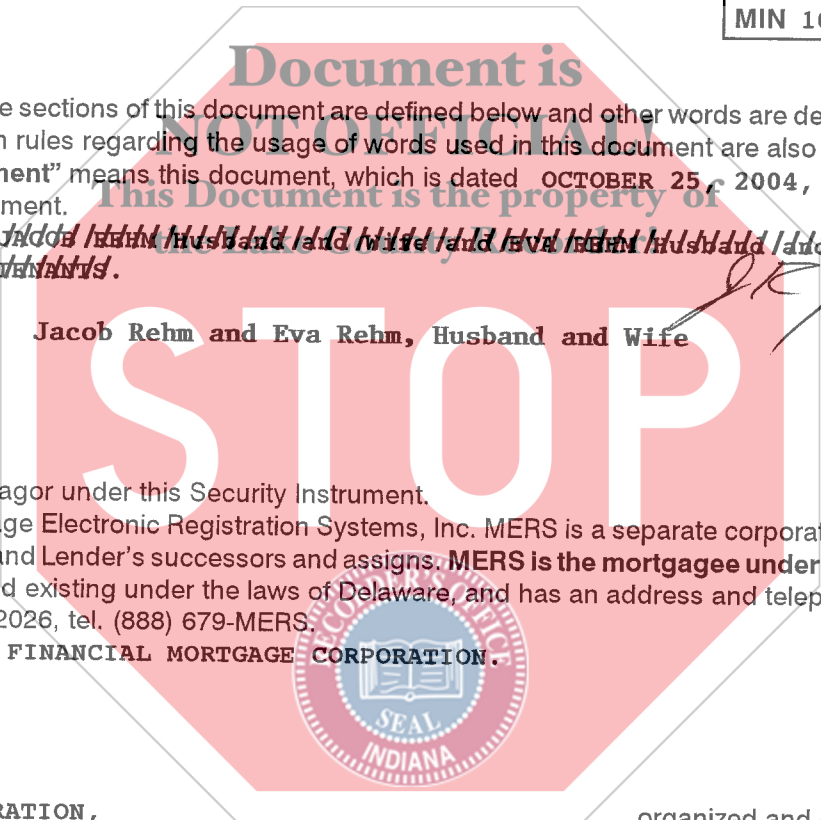 MIN 10
Document is
e sections of this document are defined below and other words are de
NOT OFFICIAL!
n rules regarding the usage of words used in this document are also
nent” means this document, which is dated OCTOBER 25, 2004,
This Document is the property of
ment.
the Lake County Recorder!
JACOB REHM Husband and Wife and EVA REHM Husband and
TENANTS.
Jacob Rehm and Eva Rehm, Husband and Wife
STOP
agor under this Security Instrument.
ge Electronic Registration Systems, Inc. MERS is a separate corporat
and Lender’s successors and assigns. MERS is the mortgagee under
d existing under the laws of Delaware, and has an address and telep
2026, tel. (888) 679-MERS.
FINANCIAL MORTGAGE CORPORATION.
RECORDER'S OFFICE
SEAL
INDIANA
RATION,
organized and